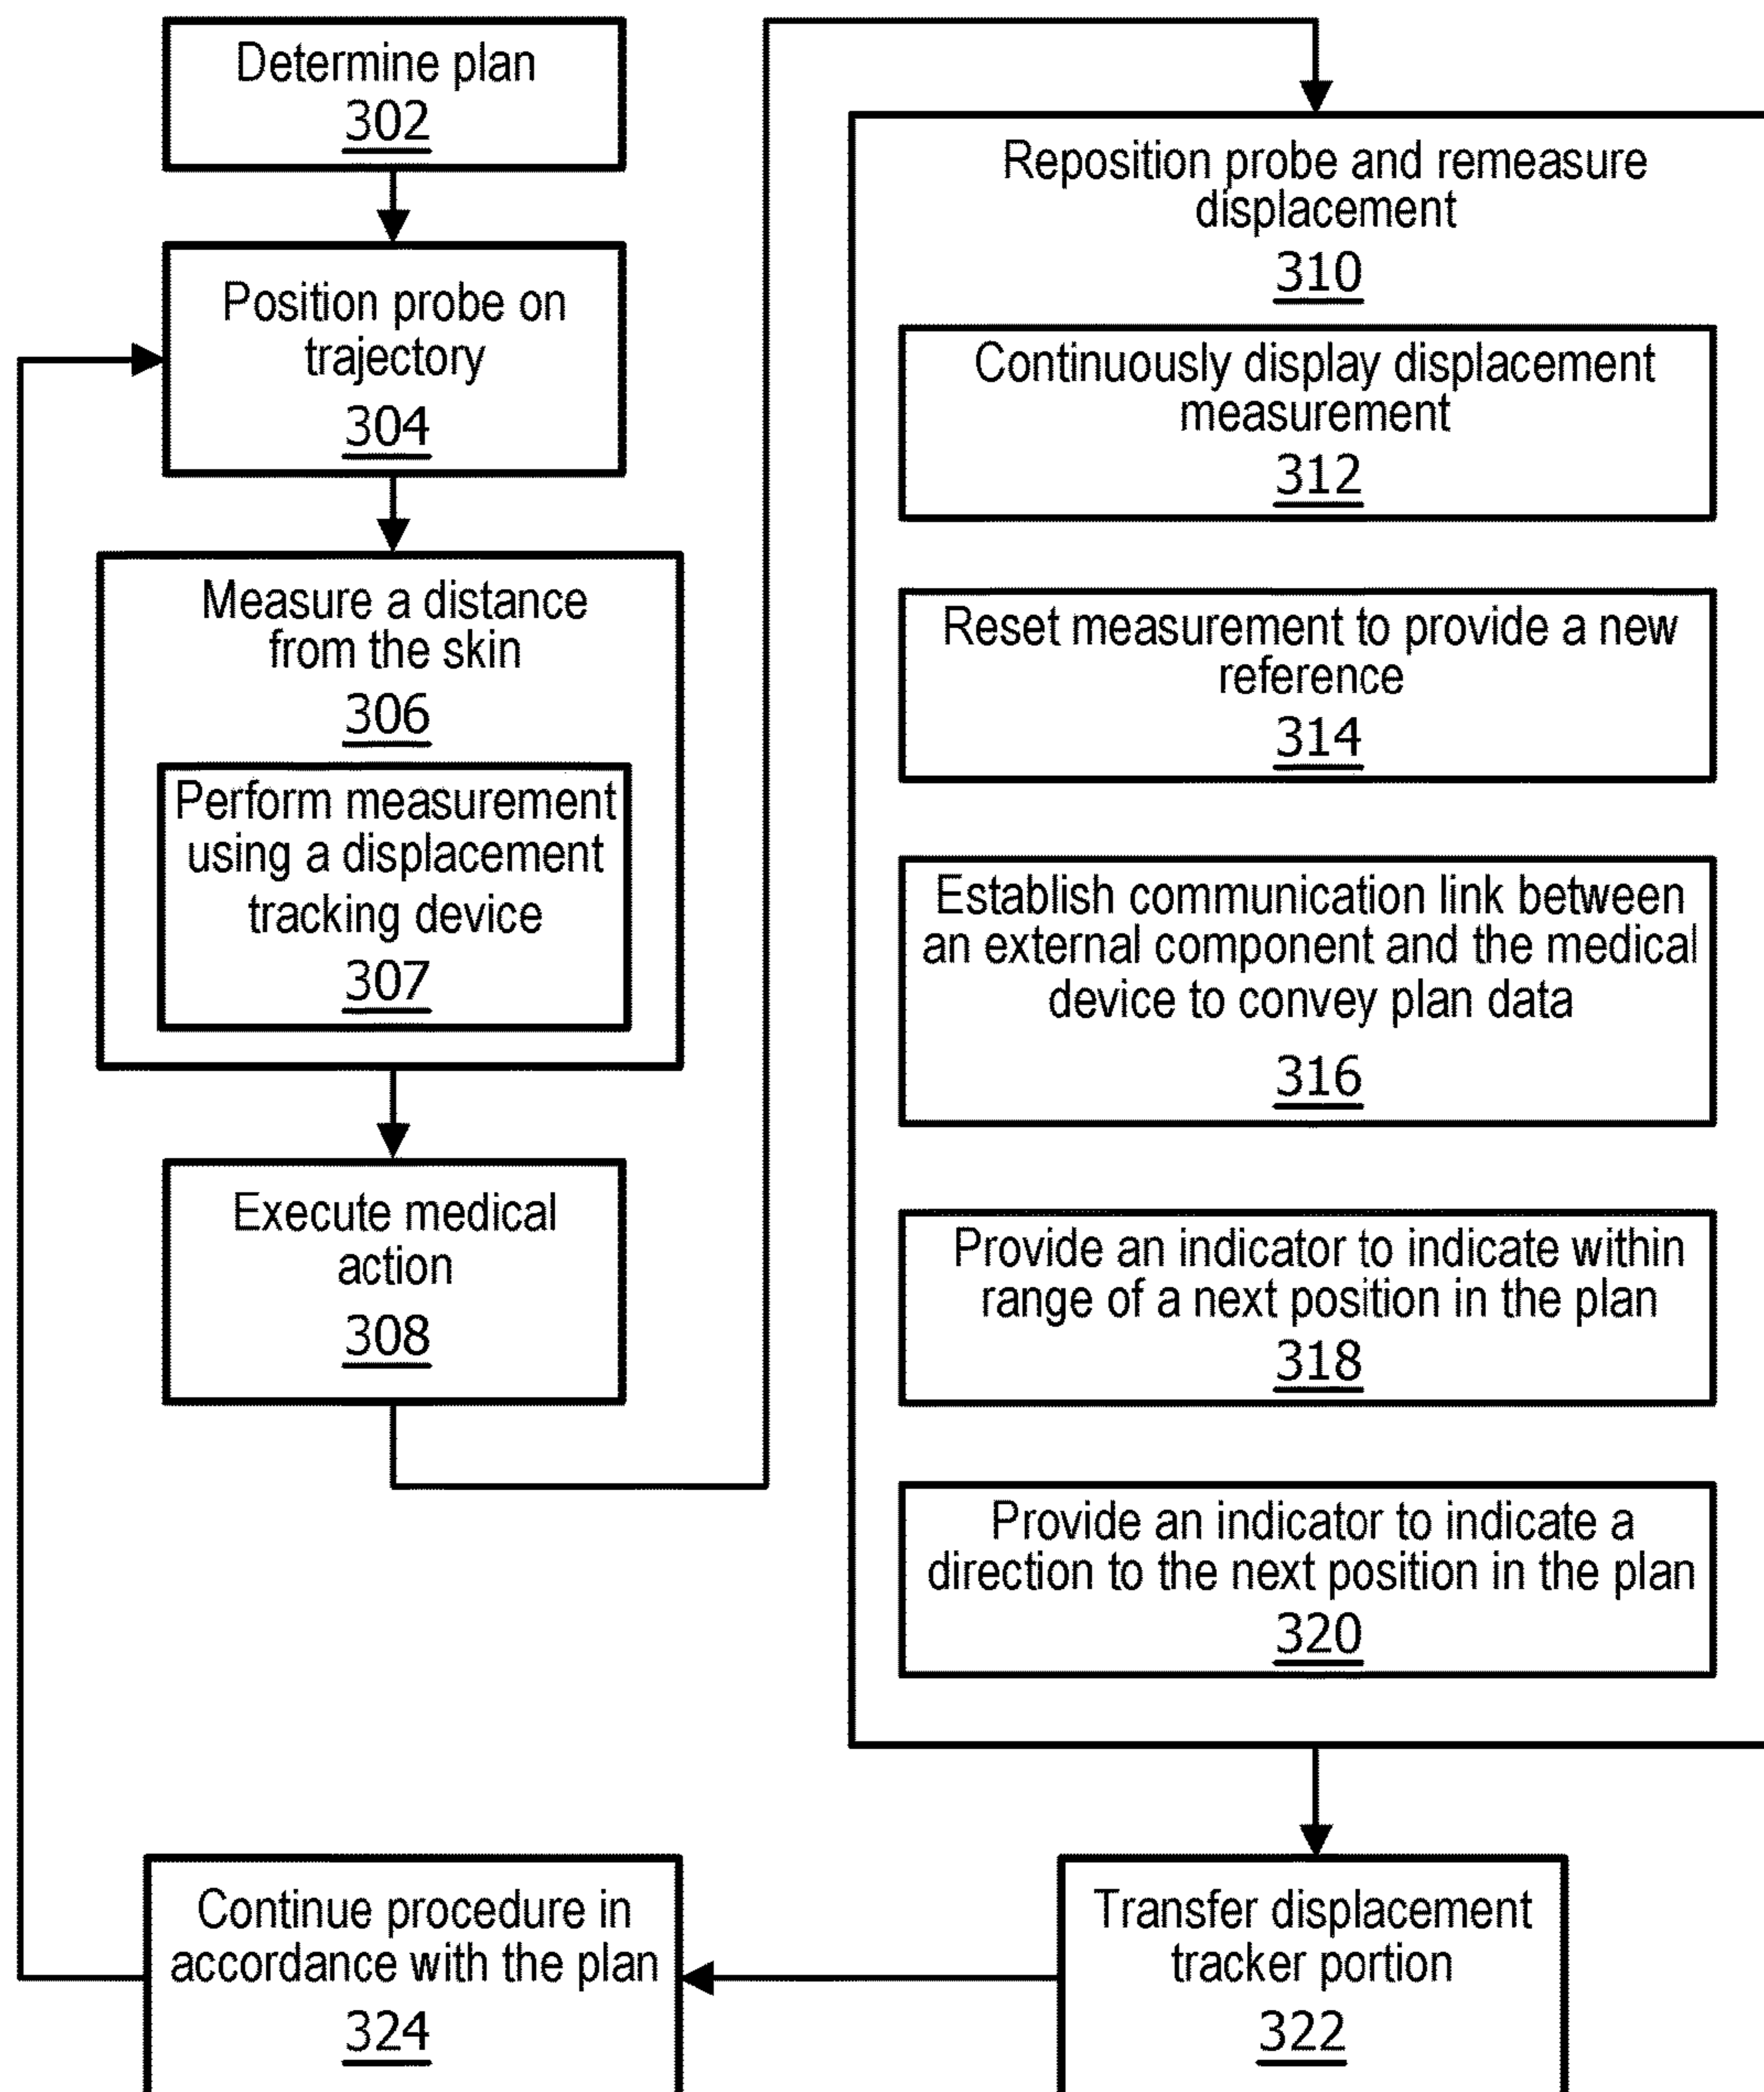 Determine plan
302
Position probe on
trajectory
304
Measure a distance
from the skin
306
Perform measurement
using a displacement
tracking device
307
Execute medical
action
308
Reposition probe and remeasure
displacement
310
Continuously display displacement
measurement
312
Reset measurement to provide a new
reference
314
Establish communication link between
an external component and the medical
device to convey plan data
316
Provide an indicator to indicate within
range of a next position in the plan
318
Provide an indicator to indicate a
direction to the next position in the plan
320
Transfer displacement
tracker portion
322
Continue procedure in
accordance with the plan
324